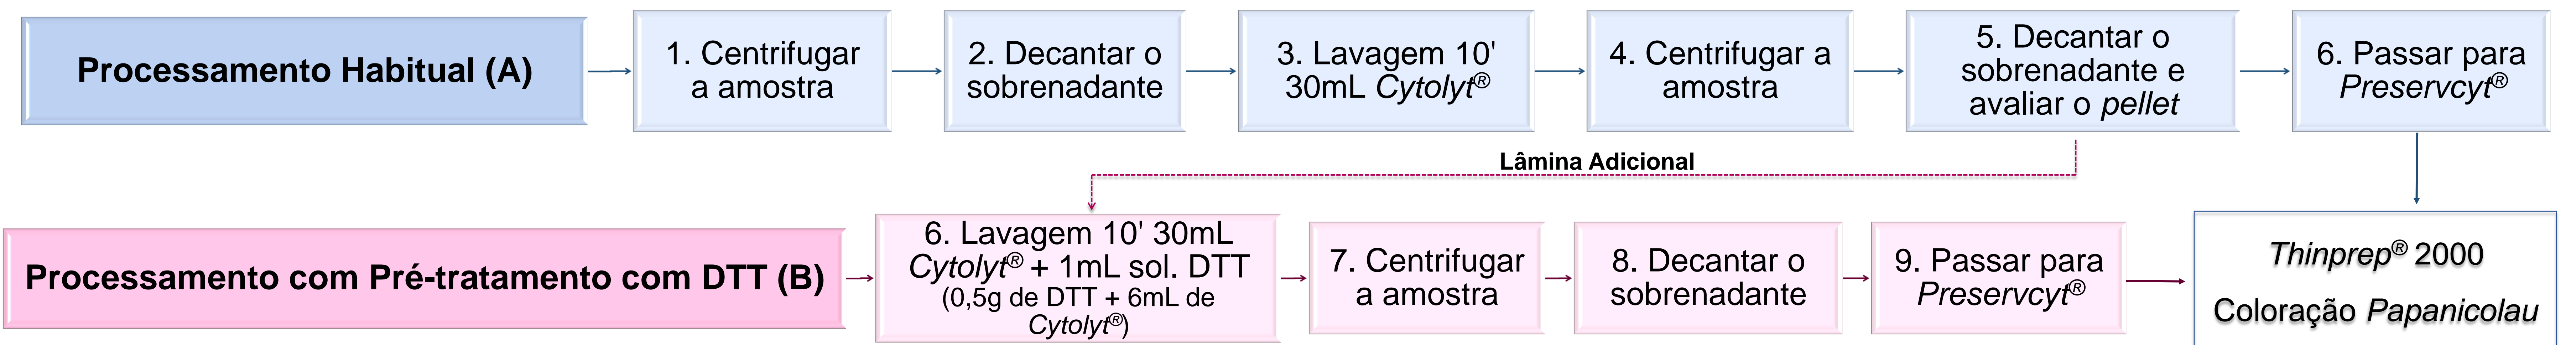 Processamento Habitual (A)
1. Centrifugar
a amostra
2. Decantar o
sobrenadante
3. Lavagem 10'
30mL Cytolyt®
4. Centrifugar a
amostra
5. Decantar o
sobrenadante e
avaliar o pellet
6. Passar para
Preservcyt®
Lâmina Adicional
Processamento com Pré-tratamento com DTT (B)
6. Lavagem 10' 30mL
Cytolyt® + 1mL sol. DTT
(0,5g de DTT + 6mL de
Cytolyt®)
7. Centrifugar
a amostra
8. Decantar o
sobrenadante
9. Passar para
Preservcyt®
Thinprep® 2000
Coloração Papanicolau